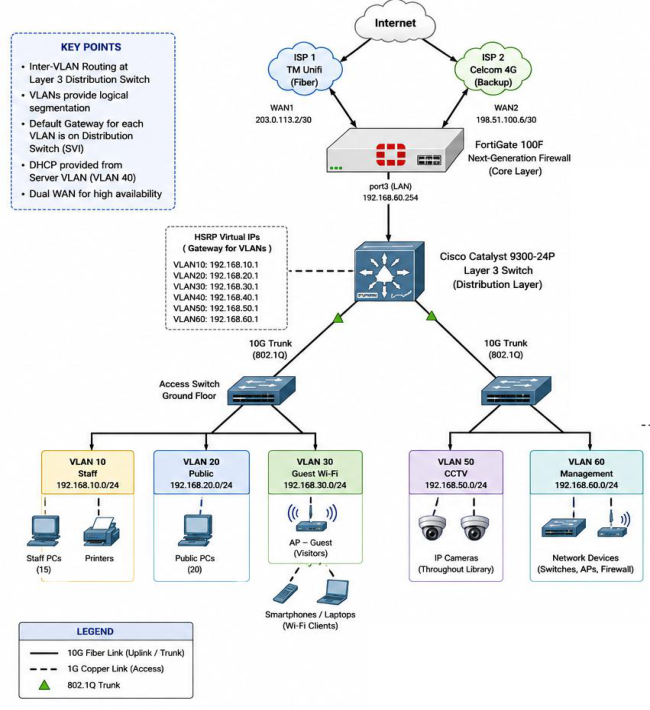 Internet
KEY POINTS
• Inter-VLAN Routing at
Layer 3 Distribution Switch
• VLANs provide logical
segmentation
• Default Gateway for each
VLAN is on Distribution
Switch (SVI)
• DHCP provided from
Server VLAN (VLAN 40)
• Dual WAN for high availability
ISP 1
TM Unifi
(Fiber)
ISP 2
Celcom 4G
(Backup)
WAN1
203.0.113.2/30
WAN2
198.51.100.6/30
FortiGate 100F
Next-Generation Firewall
(Core Layer)
port3 (LAN)
192.168.60.254
HSRP Virtual IPs
( Gateway for VLANs )
VLAN10: 192.168.10.1
VLAN20: 192.168.20.1
VLAN30: 192.168.30.1
VLAN40: 192.168.40.1
VLAN50: 192.168.50.1
VLAN60: 192.168.60.1
Cisco Catalyst 9300-24P
Layer 3 Switch
(Distribution Layer)
10G Trunk
(802.1Q)
10G Trunk
(802.1Q)
Access Switch
Ground Floor
VLAN 10
Staff
192.168.10.0/24
Staff PCs
(15)
Printers
VLAN 20
Public
192.168.20.0/24
Public PCs
(20)
VLAN 30
Guest Wi-Fi
192.168.30.0/24
AP – Guest
(Visitors)
Smartphones / Laptops
(Wi-Fi Clients)
VLAN 50
CCTV
192.168.50.0/24
IP Cameras
(Throughout Library)
VLAN 60
Management
192.168.60.0/24
Network Devices
(Switches, APs, Firewall)
LEGEND
10G Fiber Link (Uplink / Trunk)
1G Copper Link (Access)
802.1Q Trunk